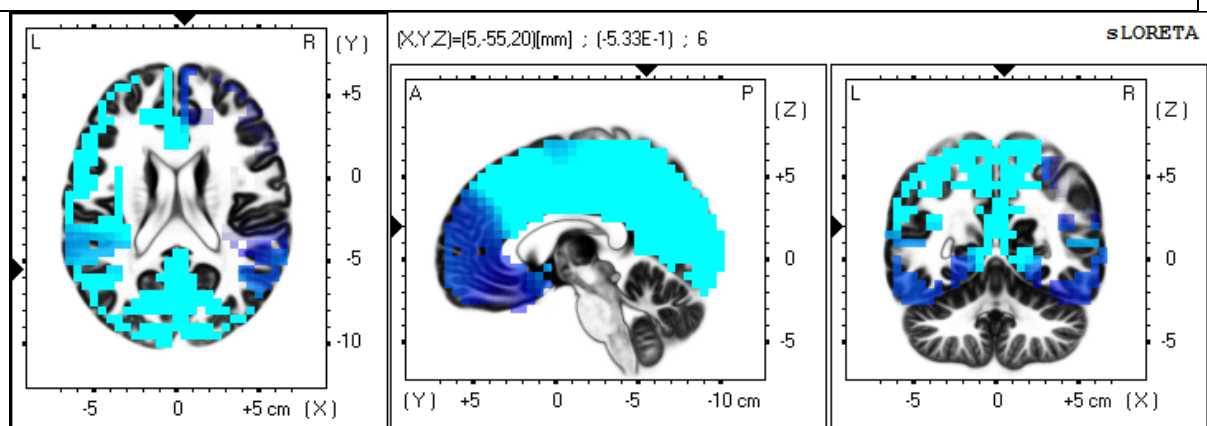 (X,Y,Z)=(5,-55,20)[mm] ; (-5.33E-1) ; 6
sLORETA
L R (Y)
+5
0
-5
-10
-5 0 +5 cm (X)
A P
(Z)
+5
0
-5
(Y) +5 0 -5 -10 cm
L R
(Z)
+5
0
-5
-5 0 +5 cm (X)